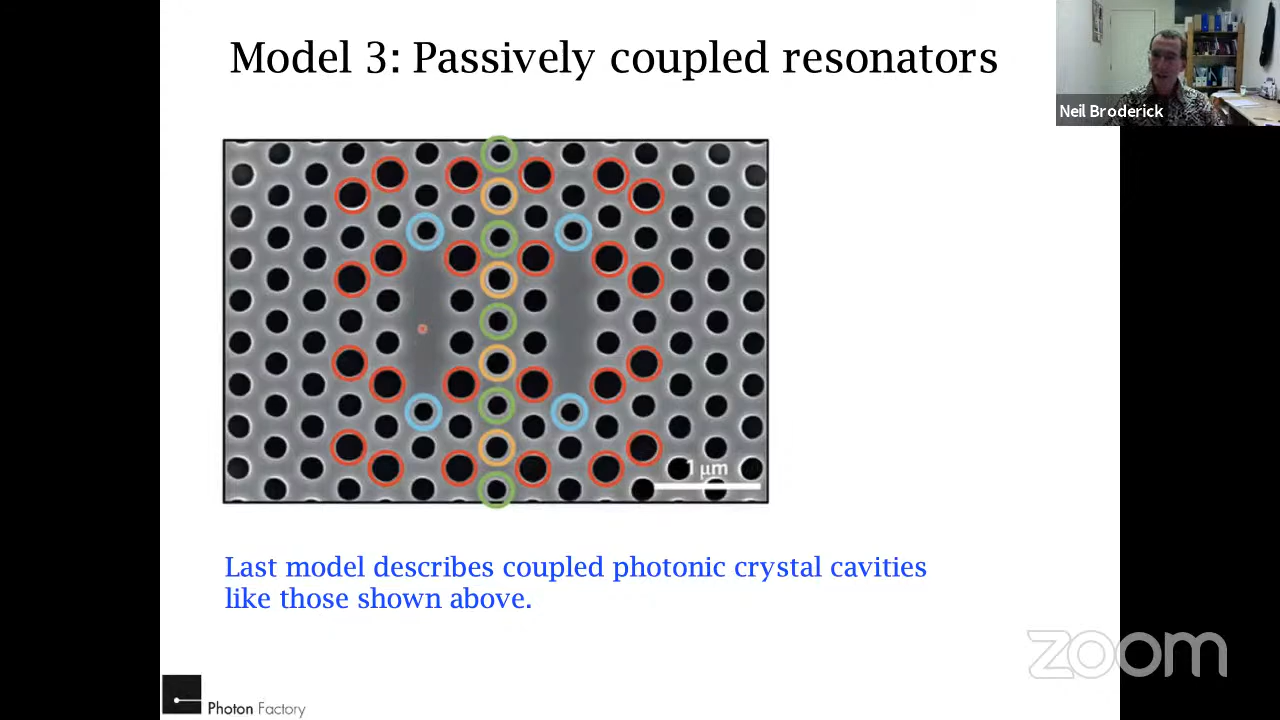 Model 3: Passively coupled resonators
Neil Broderick
1 μm
Last model describes coupled photonic crystal cavities
like those shown above.
zoom
Photon Factory